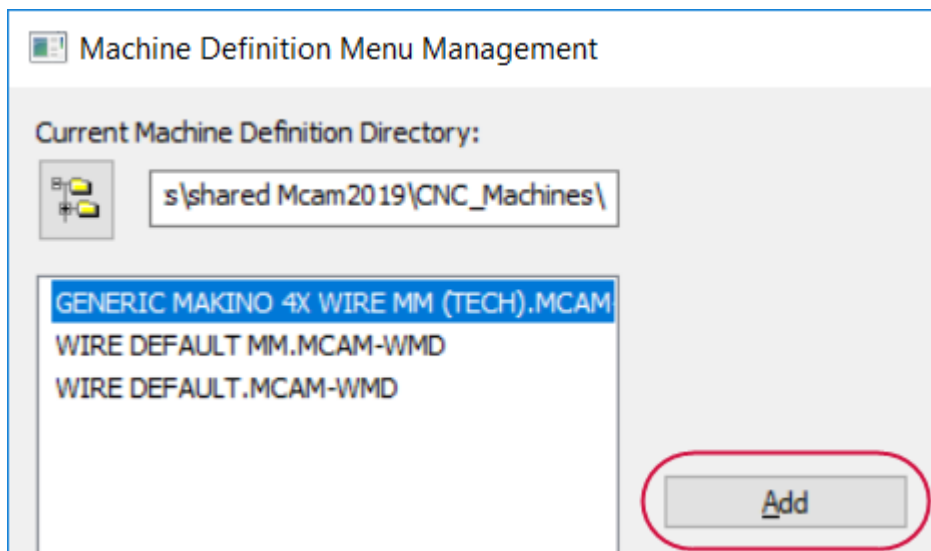 Machine Definition Menu Management
Current Machine Definition Directory:
s\shared Mcam2019\CNC_Machines\
GENERIC MAKINO 4X WIRE MM (TECH).MCAM-
WIRE DEFAULT MM.MCAM-WMD
WIRE DEFAULT.MCAM-WMD
Add